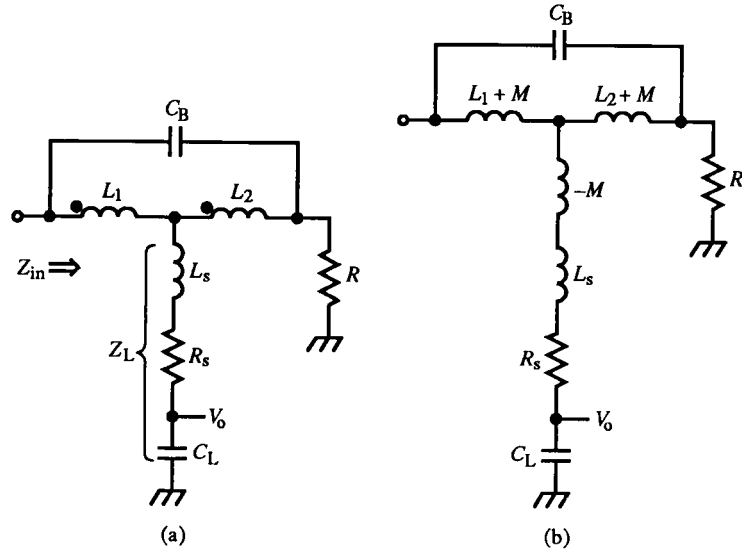 C_B
L_1
L_2
Z_in ⇒
L_s
R
Z_L
R_s
V_o
C_L
(a)
C_B
L_1 + M
L_2 + M
R
–M
L_s
R_s
V_o
C_L
(b)